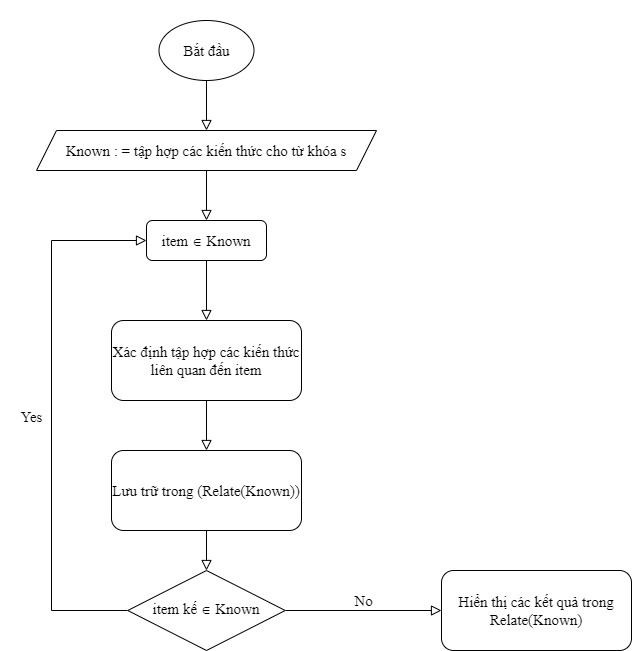 Bắt đầu
Known : = tập hợp các kiến thức cho từ khóa s
item ∈ Known
Xác định tập hợp các kiến thức
liên quan đến item
Yes
Lưu trữ trong (Relate(Known))
item kế ∈ Known
No
Hiển thị các kết quả trong
Relate(Known)